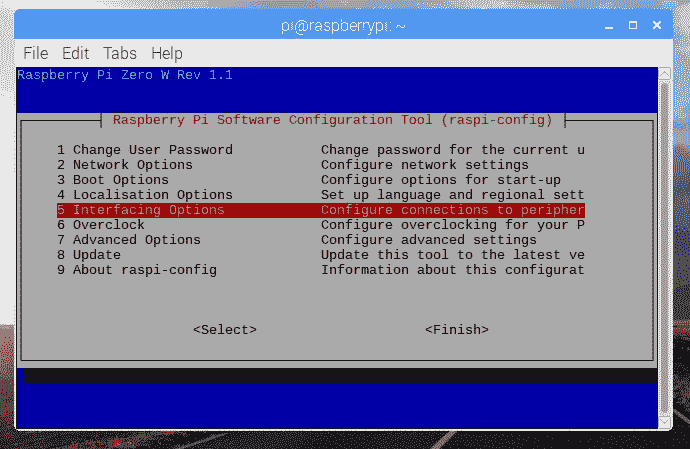 pi@raspberrypi: ~
File Edit Tabs Help
Raspberry Pi Zero W Rev 1.1
Raspberry Pi Software Configuration Tool (raspi-config)
1 Change User Password Change password for the current u
2 Network Options Configure network settings
3 Boot Options Configure options for start-up
4 Localisation Options Set up language and regional sett
5 Interfacing Options Configure connections to peripher
6 Overclock Configure overclocking for your P
7 Advanced Options Configure advanced settings
8 Update Update this tool to the latest ve
9 About raspi-config Information about this configurat
<Select> <Finish>